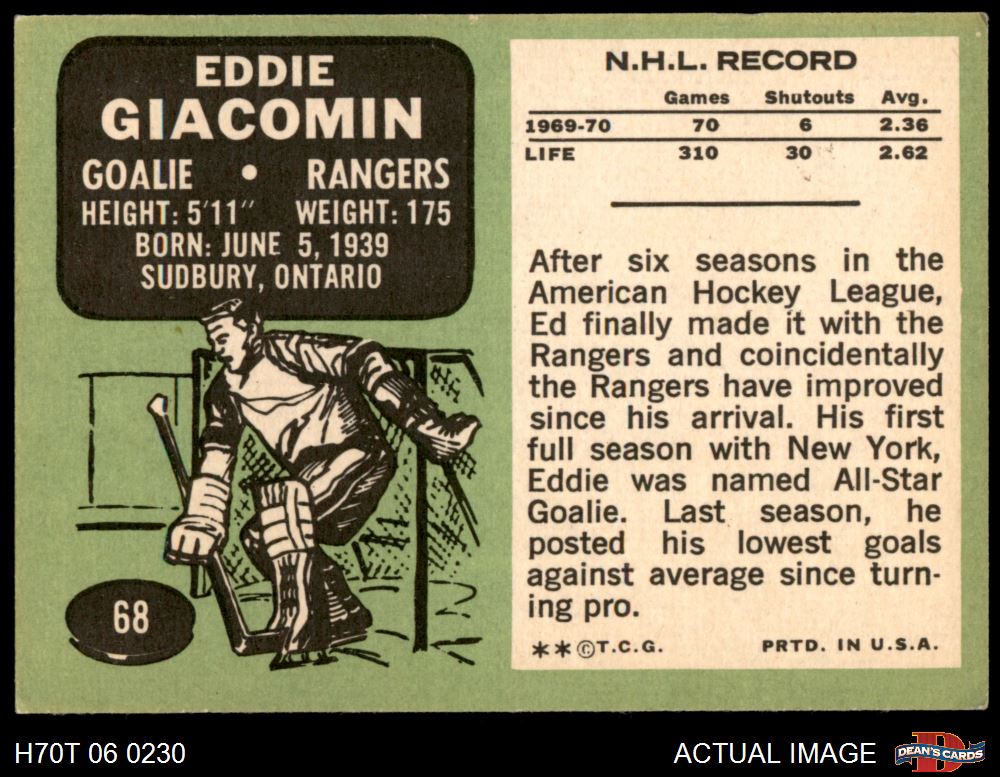 EDDIE
GIACOMIN
GOALIE • RANGERS
HEIGHT: 5'11" WEIGHT: 175
BORN: JUNE 5, 1939
SUDBURY, ONTARIO
68
N.H.L. RECORD
Games Shutouts Avg.
1969-70 70 6 2.36
LIFE 310 30 2.62
After six seasons in the
American Hockey League,
Ed finally made it with the
Rangers and coincidentally
the Rangers have improved
since his arrival. His first
full season with New York,
Eddie was named All-Star
Goalie. Last season, he
posted his lowest goals
against average since turn-
ing pro.
**©T.C.G. PRTD. IN U.S.A.
H70T 06 0230 ACTUAL IMAGE D DEAN'S CARDS